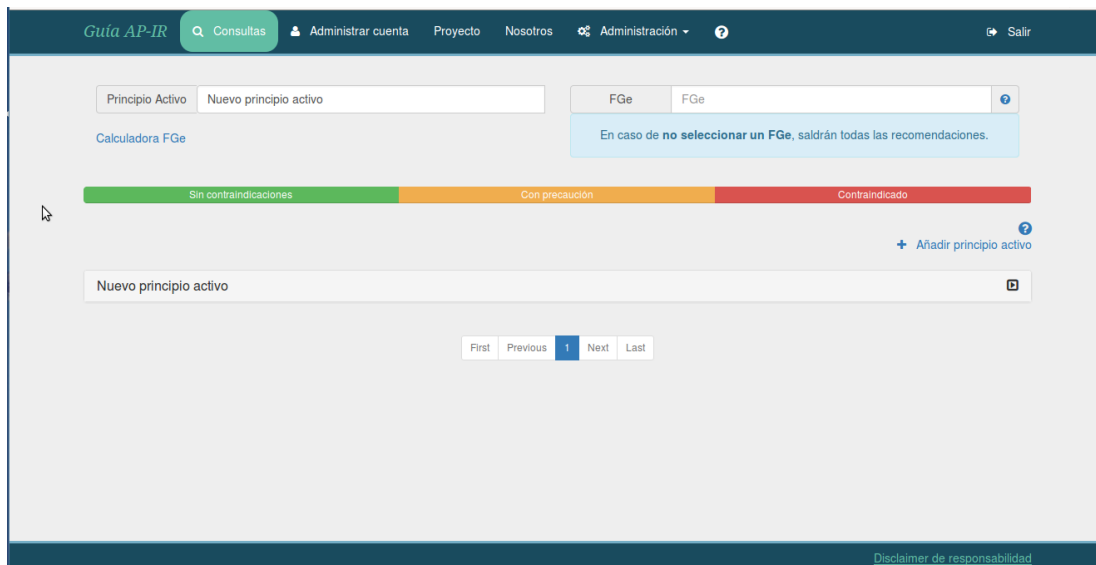 Guía AP-IR Consultas Administrar cuenta Proyecto Nosotros Administración Salir
Principio Activo Nuevo principio activo FGe FGe
Calculadora FGe En caso de no seleccionar un FGe, saldrán todas las recomendaciones.
Sin contraindicaciones Con precaución Contraindicado
Añadir principio activo
Nuevo principio activo
First Previous 1 Next Last
Disclaimer de responsabilidad